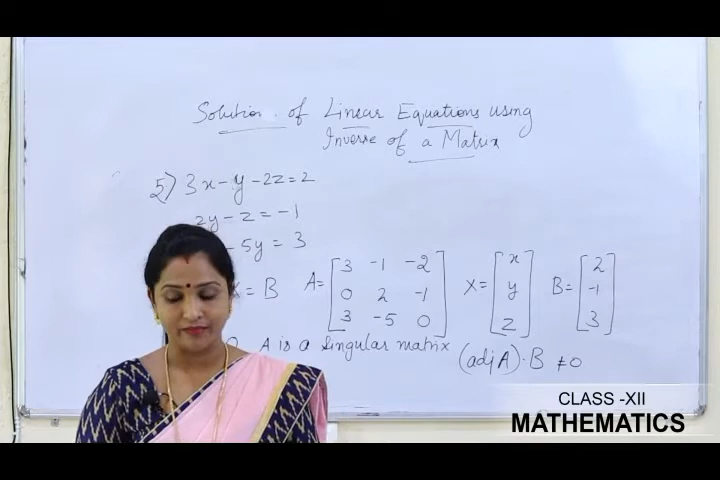 Solution of Linear Equations using
Inverse of a Matrix
5) 3x - y - 2z = 2
2y - z = -1
- 5y = 3
X = B A = [ 3 -1 -2 X = [ x B = [ 2
0 2 -1 y -1
3 -5 0 ] z ] 3 ]
0 A is a Singular matrix (adj A) · B ≠ 0
CLASS -XII
MATHEMATICS